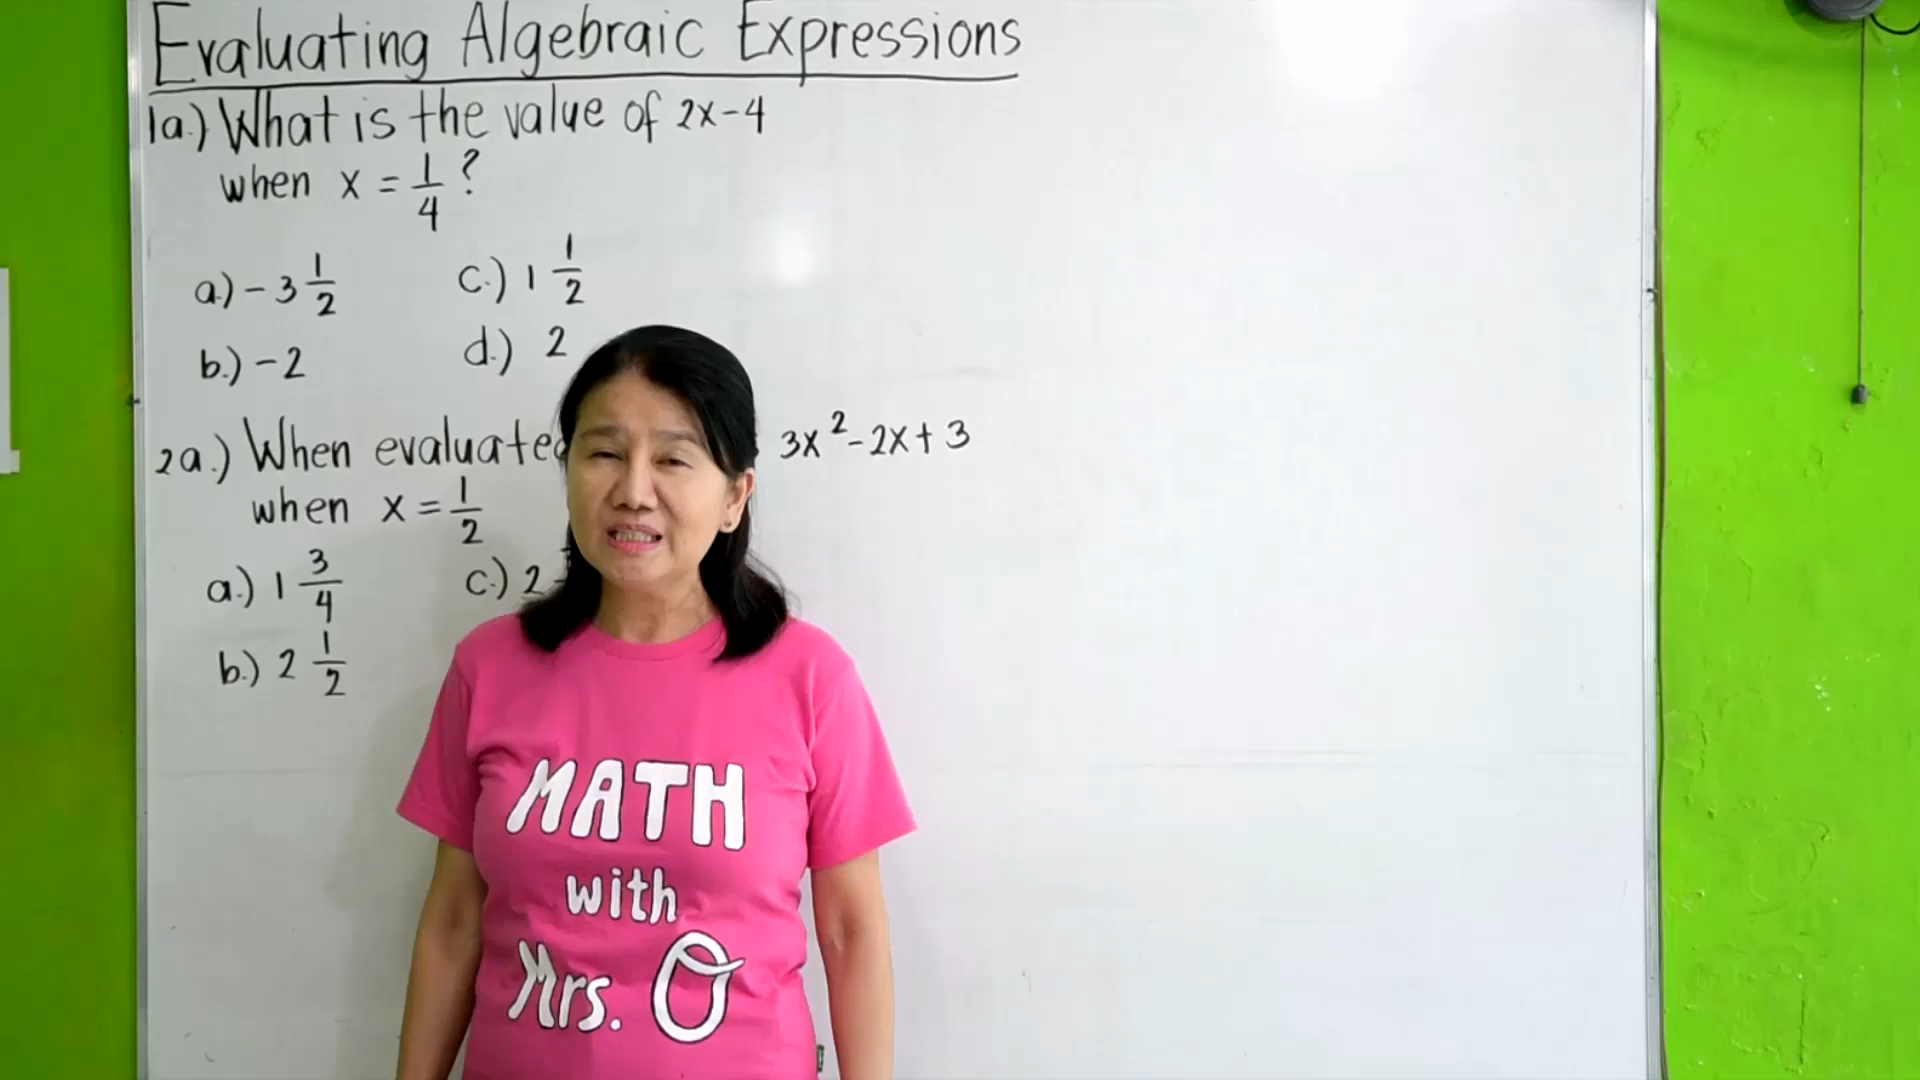 Evaluating Algebraic Expressions
1a.) What is the value of 2x-4
when x = 1/4 ?
a.) -3 1/2
c.) 1 1/2
b.) -2
d.) 2
2a.) When evaluated 3x²-2x+3
when x = 1/2
a.) 1 3/4
c.) 2
b.) 2 1/2
MATH
with
Mrs. O